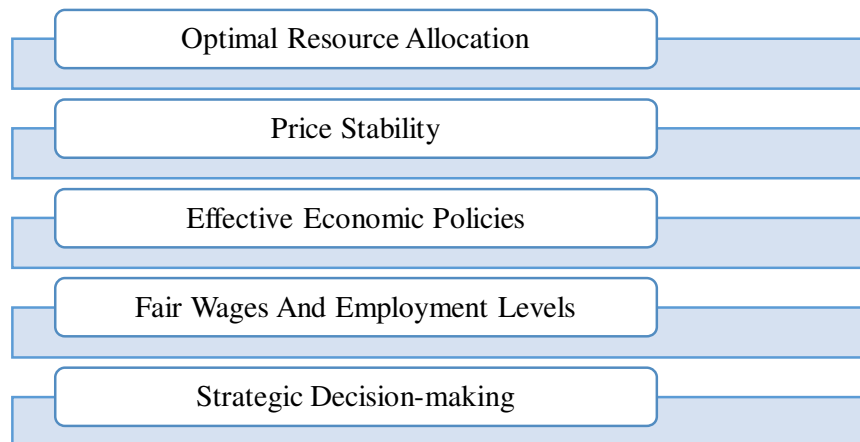 Optimal Resource Allocation
Price Stability
Effective Economic Policies
Fair Wages And Employment Levels
Strategic Decision-making